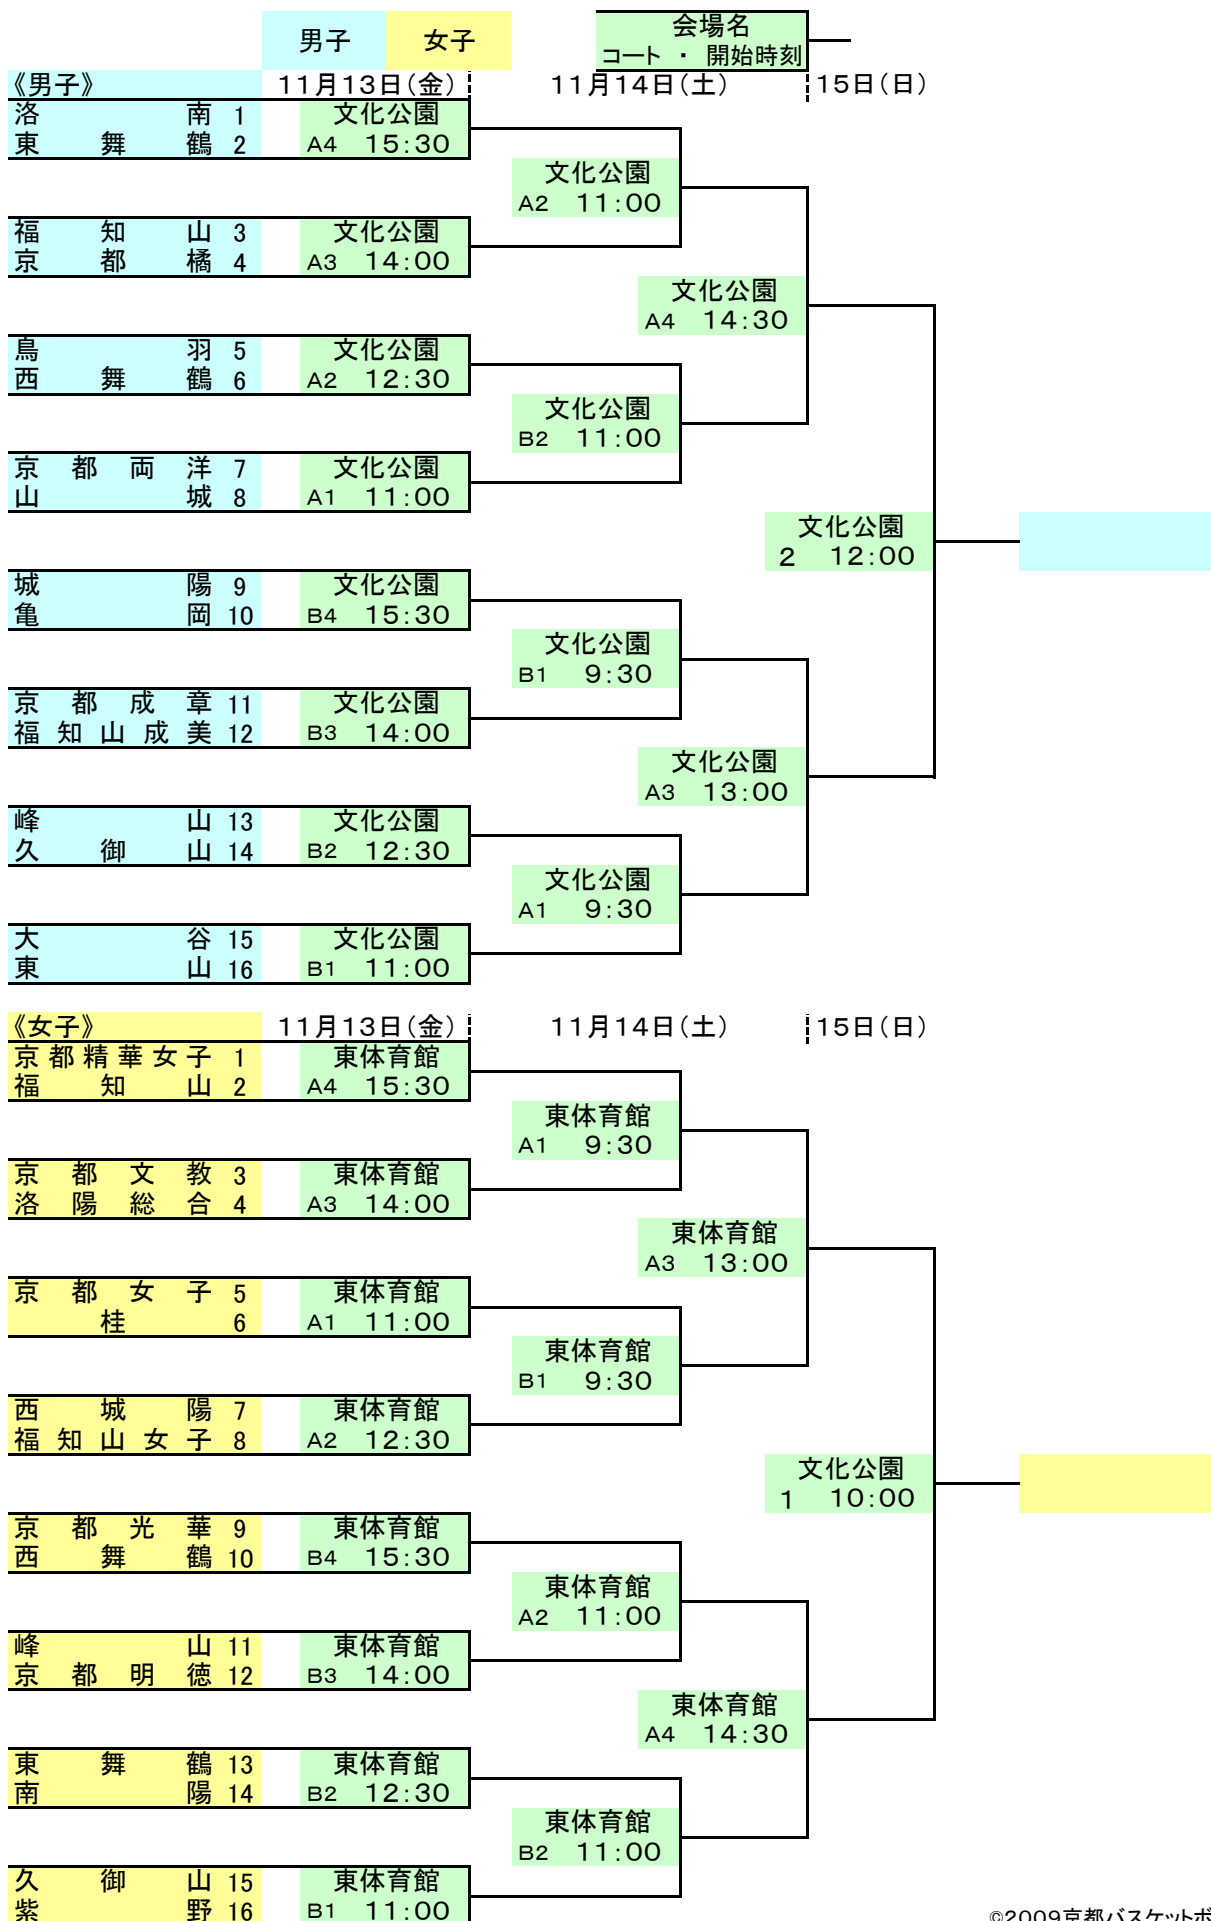 男子 女子 会場名
コート ・ 開始時刻
《男子》 11月13日(金) 11月14日(土) 15日(日)
洛南 1 文化公園
東舞鶴 2 A4 15:30
文化公園
A2 11:00
福知山 3 文化公園
京都橘 4 A3 14:00
文化公園
A4 14:30
鳥羽 5 文化公園
西舞鶴 6 A2 12:30
文化公園
B2 11:00
京都両洋 7 文化公園
山城 8 A1 11:00
文化公園
2 12:00
城陽 9 文化公園
亀岡 10 B4 15:30
文化公園
B1 9:30
京都成章 11 文化公園
福知山成美 12 B3 14:00
文化公園
A3 13:00
峰山 13 文化公園
久御山 14 B2 12:30
文化公園
A1 9:30
大谷 15 文化公園
東山 16 B1 11:00
《女子》 11月13日(金) 11月14日(土) 15日(日)
京都精華女子 1 東体育館
福知山 2 A4 15:30
東体育館
A1 9:30
京都文教 3 東体育館
洛陽総合 4 A3 14:00
東体育館
A3 13:00
京都女子 5 東体育館
桂 6 A1 11:00
東体育館
B1 9:30
西城陽 7 東体育館
福知山女子 8 A2 12:30
文化公園
1 10:00
京都光華 9 東体育館
西舞鶴 10 B4 15:30
東体育館
A2 11:00
峰山 11 東体育館
京都明徳 12 B3 14:00
東体育館
A4 14:30
東舞鶴 13 東体育館
南陽 14 B2 12:30
東体育館
B2 11:00
久御山 15 東体育館
紫野 16 B1 11:00
©2009京都バスケットボ